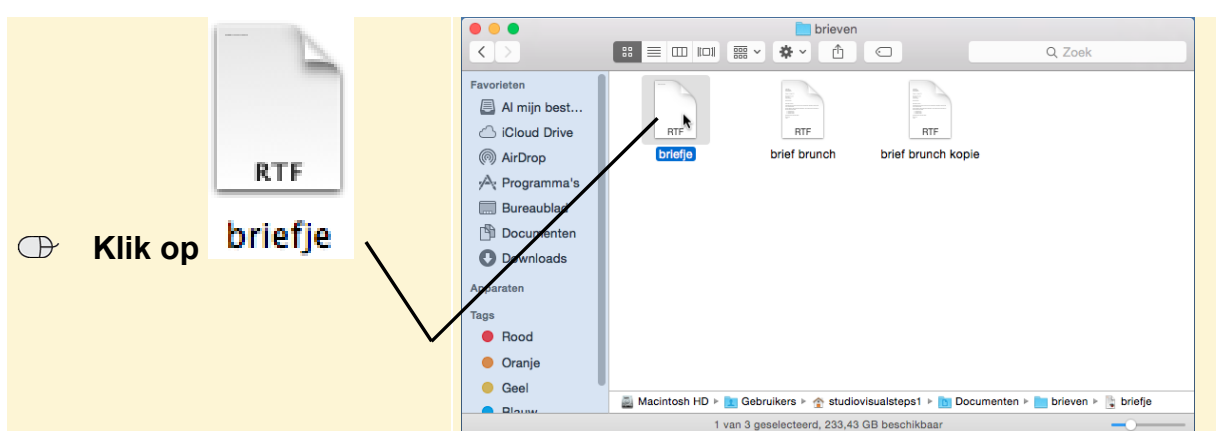 RTF
briefje
Klik op
brieven
Zoek
Favorieten
Al mijn best...
iCloud Drive
AirDrop
Programma's
Bureaublad
Documenten
Downloads
Apparaten
Tags
Rood
Oranje
Geel
Blauw
RTF RTF RTF
briefje brief brunch brief brunch kopie
Macintosh HD Gebruikers studiovisualsteps1 Documenten brieven briefje
1 van 3 geselecteerd, 233,43 GB beschikbaar